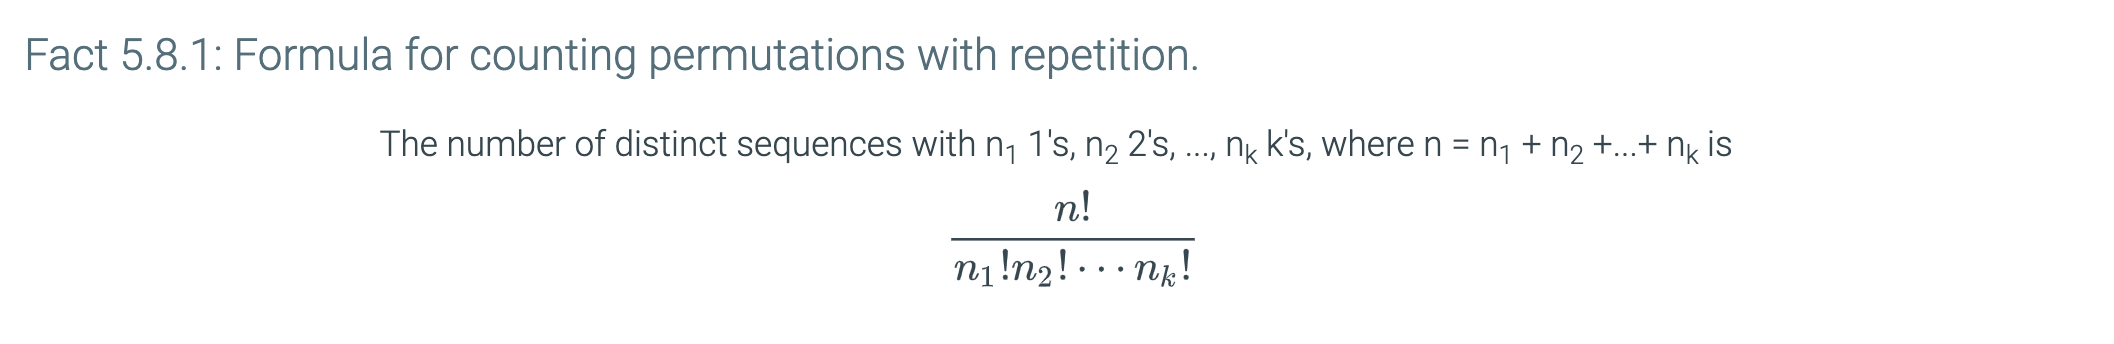 Fact 5.8.1: Formula for counting permutations with repetition.
The number of distinct sequences with n₁ 1's, n₂ 2's, ..., nₖ k's, where n = n₁ + n₂ +...+ nₖ is
n!
n₁!n₂!⋯nₖ!